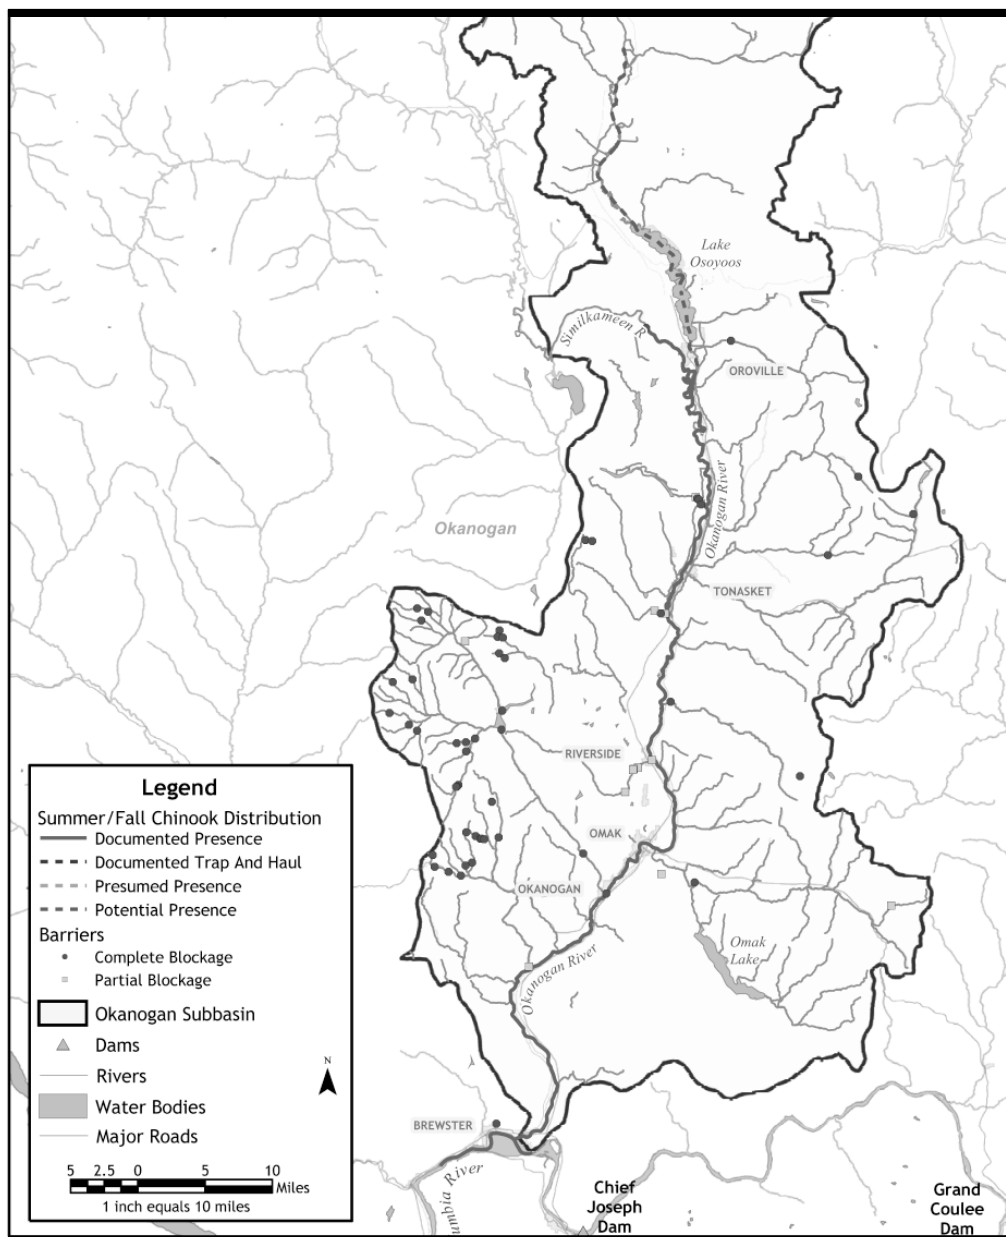 Lake
Osoyoos
Similkameen R
OROVILLE
Okanogan River
Okanogan
TONASKET
RIVERSIDE
OMAK
OKANOGAN
Omak
Lake
Okanogan River
BREWSTER
umbia River
Chief
Joseph
Dam
Grand
Coulee
Dam
Legend
Summer/Fall Chinook Distribution
Documented Presence
Documented Trap And Haul
Presumed Presence
Potential Presence
Barriers
Complete Blockage
Partial Blockage
Okanogan Subbasin
Dams
Rivers
Water Bodies
Major Roads
N
5 2.5 0 5 10
Miles
1 inch equals 10 miles